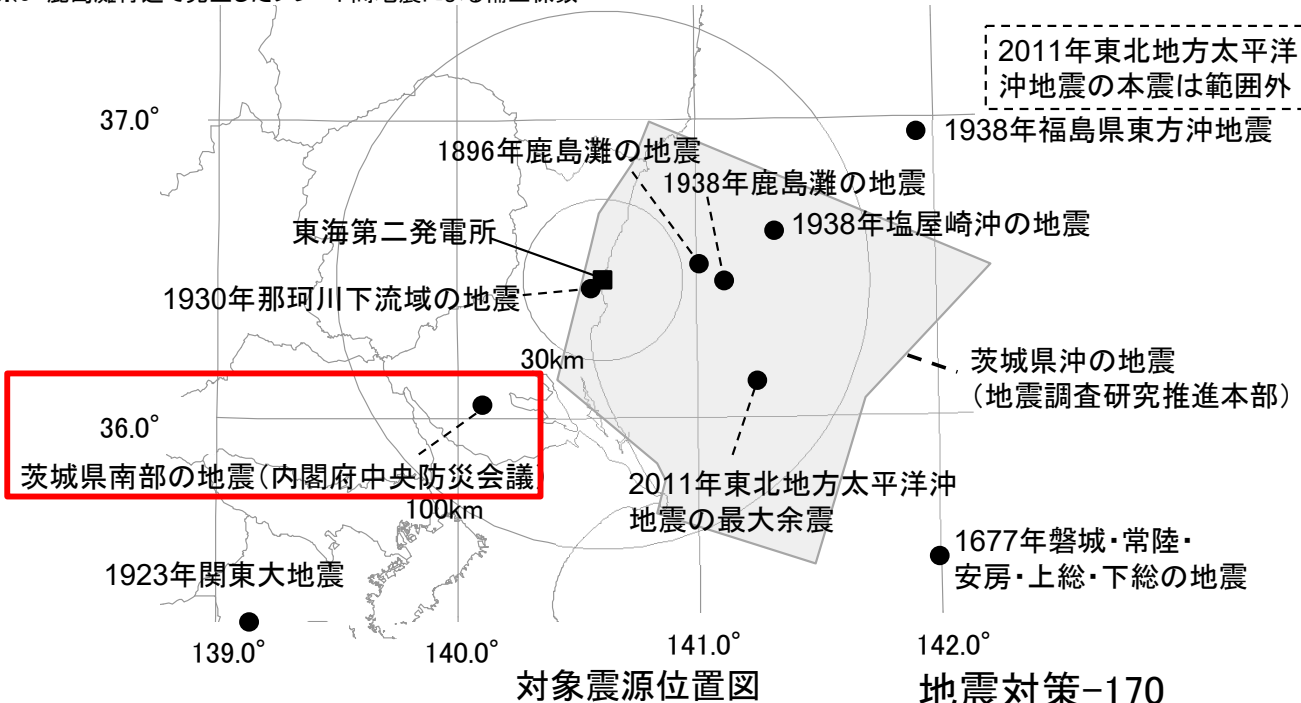 2011年東北地方太平洋
沖地震の本震は範囲外
37.0°
1938年福島県東方沖地震
1896年鹿島灘の地震
1938年鹿島灘の地震
1938年塩屋崎沖の地震
東海第二発電所
1930年那珂川下流域の地震
30km
茨城県沖の地震
(地震調査研究推進本部)
36.0°
茨城県南部の地震(内閣府中央防災会議)
100km
2011年東北地方太平洋沖
地震の最大余震
1677年磐城・常陸・
安房・上総・下総の地震
1923年関東大地震
139.0°
140.0°
141.0°
142.0°
対象震源位置図
地震対策-170